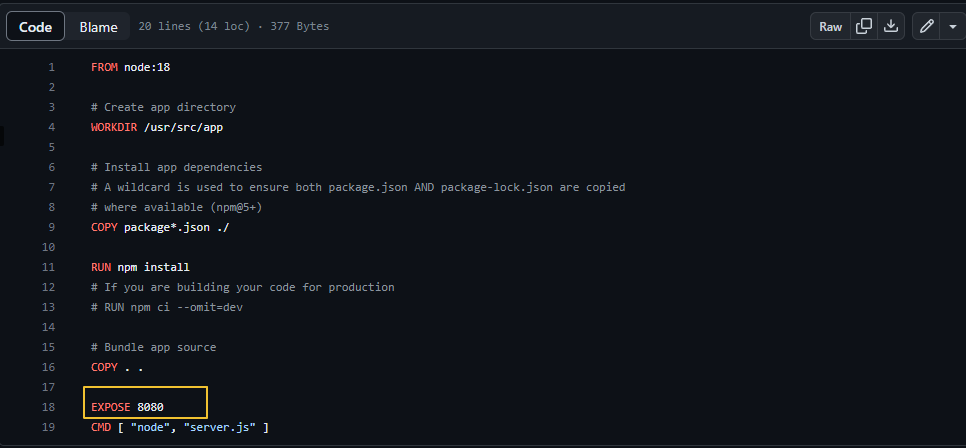 Code Blame 20 lines (14 loc) · 377 Bytes Raw
1 FROM node:18
2
3 # Create app directory
4 WORKDIR /usr/src/app
5
6 # Install app dependencies
7 # A wildcard is used to ensure both package.json AND package-lock.json are copied
8 # where available (npm@5+)
9 COPY package*.json ./
10
11 RUN npm install
12 # If you are building your code for production
13 # RUN npm ci --omit=dev
14
15 # Bundle app source
16 COPY . .
17
18 EXPOSE 8080
19 CMD [ "node", "server.js" ]